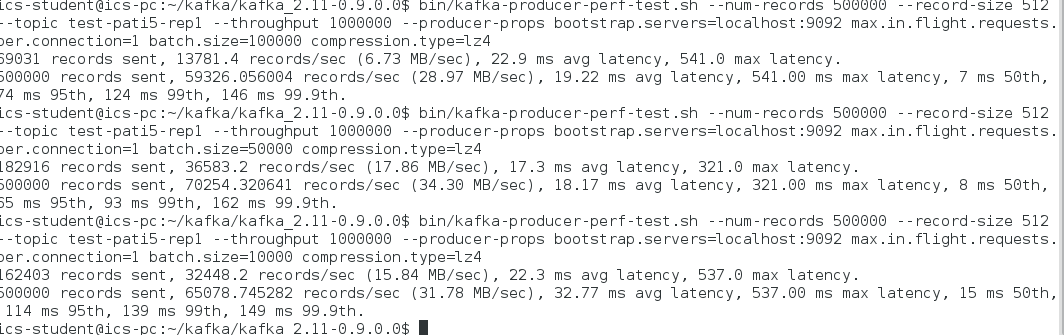 ics-student@ics-pc:~/kafka/kafka_2.11-0.9.0.0$ bin/kafka-producer-perf-test.sh --num-records 500000 --record-size 512
--topic test-pati5-rep1 --throughput 1000000 --producer-props bootstrap.servers=localhost:9092 max.in.flight.requests.
per.connection=1 batch.size=100000 compression.type=lz4
69031 records sent, 13781.4 records/sec (6.73 MB/sec), 22.9 ms avg latency, 541.0 max latency.
500000 records sent, 59326.056004 records/sec (28.97 MB/sec), 19.22 ms avg latency, 541.00 ms max latency, 7 ms 50th,
74 ms 95th, 124 ms 99th, 146 ms 99.9th.
ics-student@ics-pc:~/kafka/kafka_2.11-0.9.0.0$ bin/kafka-producer-perf-test.sh --num-records 500000 --record-size 512
--topic test-pati5-rep1 --throughput 1000000 --producer-props bootstrap.servers=localhost:9092 max.in.flight.requests.
per.connection=1 batch.size=50000 compression.type=lz4
182916 records sent, 36583.2 records/sec (17.86 MB/sec), 17.3 ms avg latency, 321.0 max latency.
500000 records sent, 70254.320641 records/sec (34.30 MB/sec), 18.17 ms avg latency, 321.00 ms max latency, 8 ms 50th,
65 ms 95th, 93 ms 99th, 162 ms 99.9th.
ics-student@ics-pc:~/kafka/kafka_2.11-0.9.0.0$ bin/kafka-producer-perf-test.sh --num-records 500000 --record-size 512
--topic test-pati5-rep1 --throughput 1000000 --producer-props bootstrap.servers=localhost:9092 max.in.flight.requests.
per.connection=1 batch.size=10000 compression.type=lz4
162403 records sent, 32448.2 records/sec (15.84 MB/sec), 22.3 ms avg latency, 537.0 max latency.
500000 records sent, 65078.745282 records/sec (31.78 MB/sec), 32.77 ms avg latency, 537.00 ms max latency, 15 ms 50th,
114 ms 95th, 139 ms 99th, 149 ms 99.9th.
ics-student@ics-pc:~/kafka/kafka_2.11-0.9.0.0$